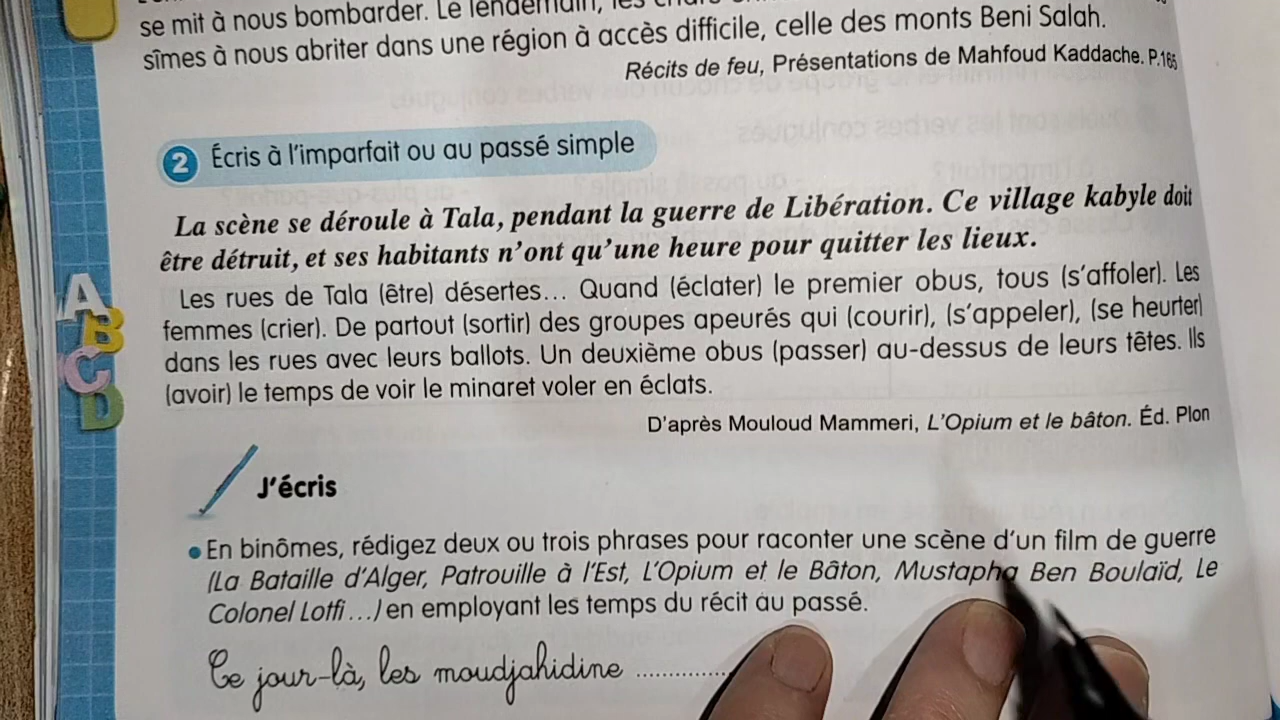 se mit à nous bombarder. Le lendemain, les
sîmes à nous abriter dans une région à accès difficile, celle des monts Beni Salah.
Récits de feu, Présentations de Mahfoud Kaddache. P.166
2 Écris à l'imparfait ou au passé simple
La scène se déroule à Tala, pendant la guerre de Libération. Ce village kabyle doit
être détruit, et ses habitants n'ont qu'une heure pour quitter les lieux.
Les rues de Tala (être) désertes... Quand (éclater) le premier obus, tous (s'affoler). Les
femmes (crier). De partout (sortir) des groupes apeurés qui (courir), (s'appeler), (se heurter)
dans les rues avec leurs ballots. Un deuxième obus (passer) au-dessus de leurs têtes. Ils
(avoir) le temps de voir le minaret voler en éclats.
D'après Mouloud Mammeri, L'Opium et le bâton. Éd. Plon
A
B
C
D
J'écris
• En binômes, rédigez deux ou trois phrases pour raconter une scène d'un film de guerre
(La Bataille d'Alger, Patrouille à l'Est, L'Opium et le Bâton, Mustapha Ben Boulaïd, Le
Colonel Lotfi ...) en employant les temps du récit au passé.
Ce jour-là, les moudjahidine ..............